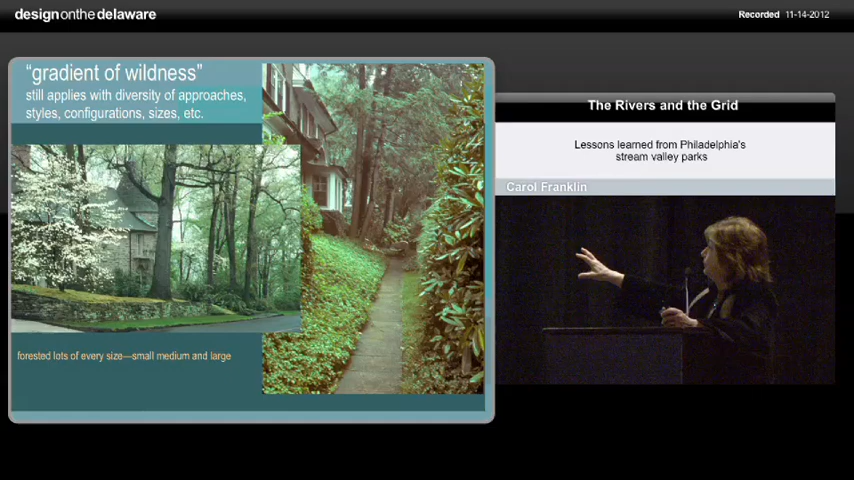 designonthedelaware
Recorded 11-14-2012
“gradient of wildness”
still applies with diversity of approaches,
styles, configurations, sizes, etc.
forested lots of every size—small medium and large
The Rivers and the Grid
Lessons learned from Philadelphia's
stream valley parks
Carol Franklin